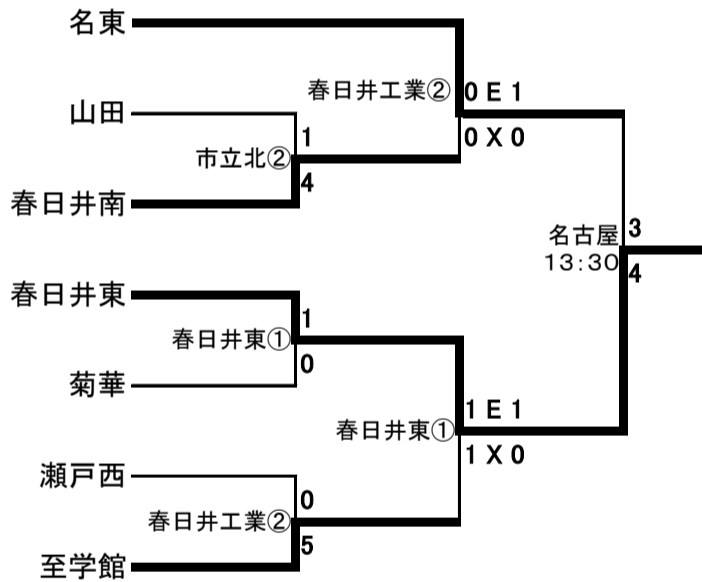 名東
春日井工業② 0 E 1
山田
0 X 0
1
市立北②
4
春日井南
名古屋 3
13:30 4
春日井東
1
春日井東①
0
菊華
1 E 1
春日井東①
1 X 0
瀬戸西
0
春日井工業②
5
至学館